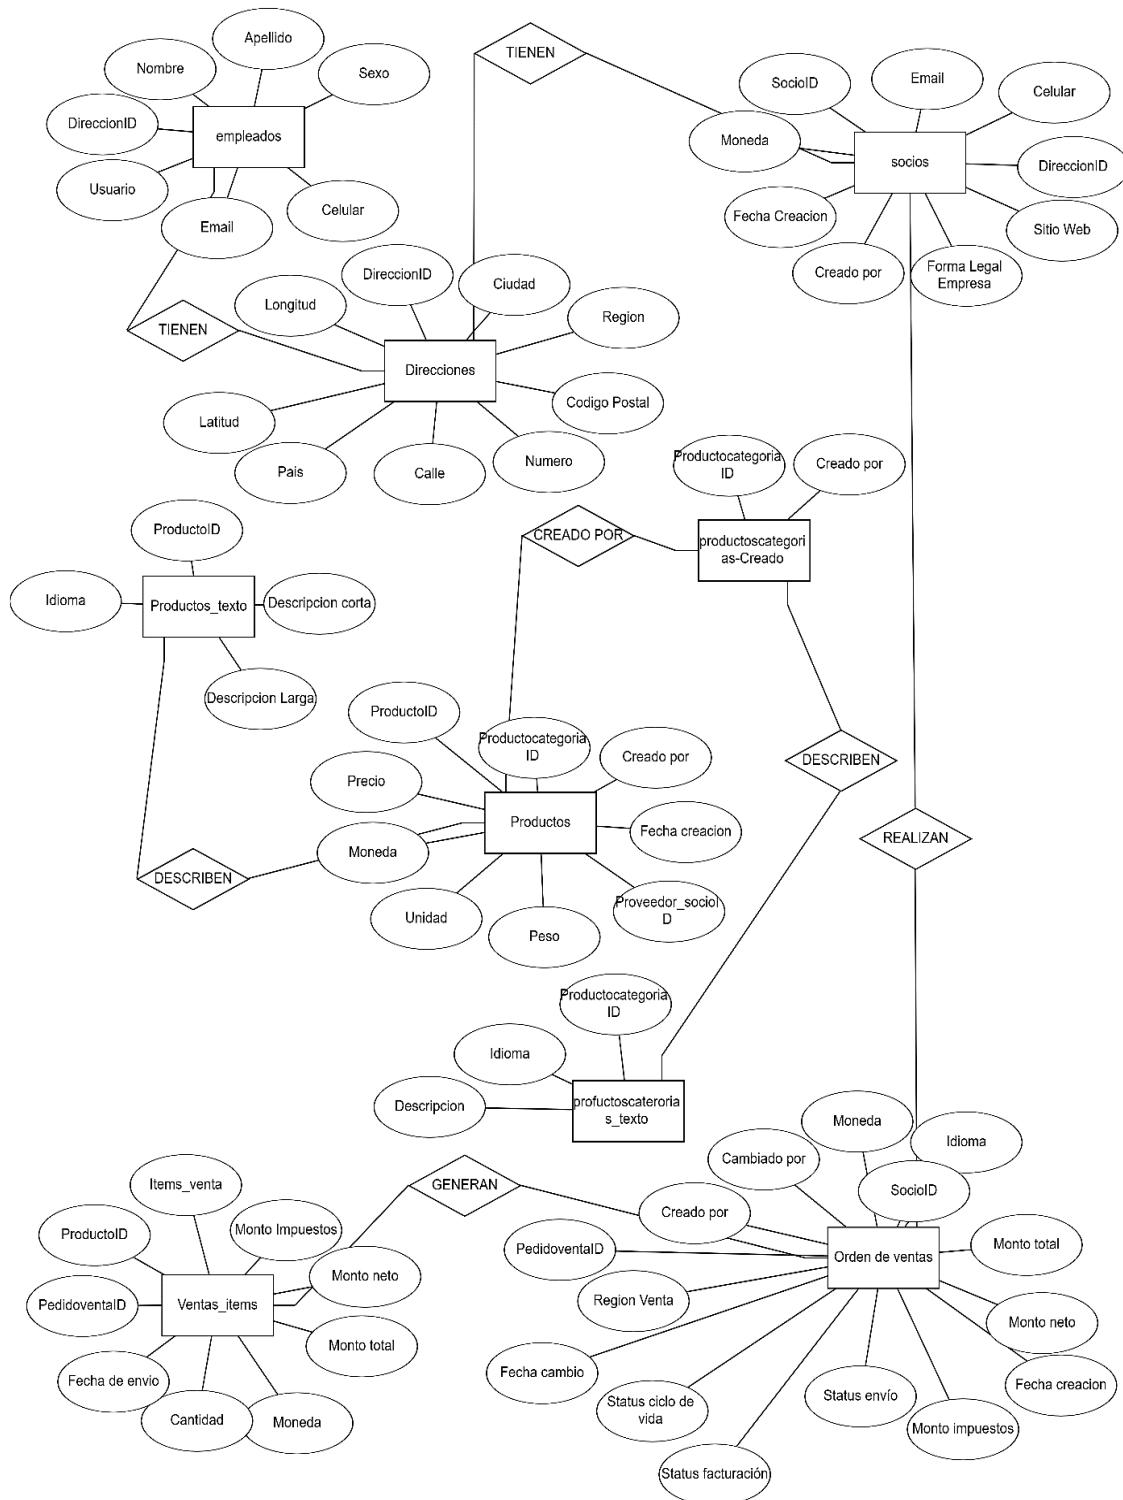 Apellido
TIENEN
Nombre
Sexo
SocioID
Email
Celular
DireccionID
empleados
Moneda
socios
DireccionID
Usuario
Email
Celular
Fecha Creacion
Sitio Web
Creado por
Forma Legal
Empresa
DireccionID
Ciudad
Longitud
Region
TIENEN
Direcciones
Codigo Postal
Latitud
Pais
Calle
Numero
Productocategoria
ID
Creado por
ProductoID
CREADO POR
productoscategori
as-Creado
Idioma
Productos_texto
Descripcion corta
Descripcion Larga
ProductoID
Productocategoria
ID
Creado por
DESCRIBEN
Precio
Productos
Fecha creacion
REALIZAN
Moneda
DESCRIBEN
Unidad
Peso
Proveedor_socioI
D
Productocategoria
ID
Idioma
Descripcion
profuctoscateroria
s_texto
Moneda
Idioma
Cambiado por
Items_venta
GENERAN
SocioID
Creado por
ProductoID
Monto Impuestos
PedidoventaID
Orden de ventas
Monto total
Monto neto
PedidoventaID
Ventas_items
Region Venta
Monto neto
Monto total
Fecha de envio
Fecha cambio
Status ciclo de
vida
Status envío
Fecha creacion
Cantidad
Moneda
Monto impuestos
Status facturación